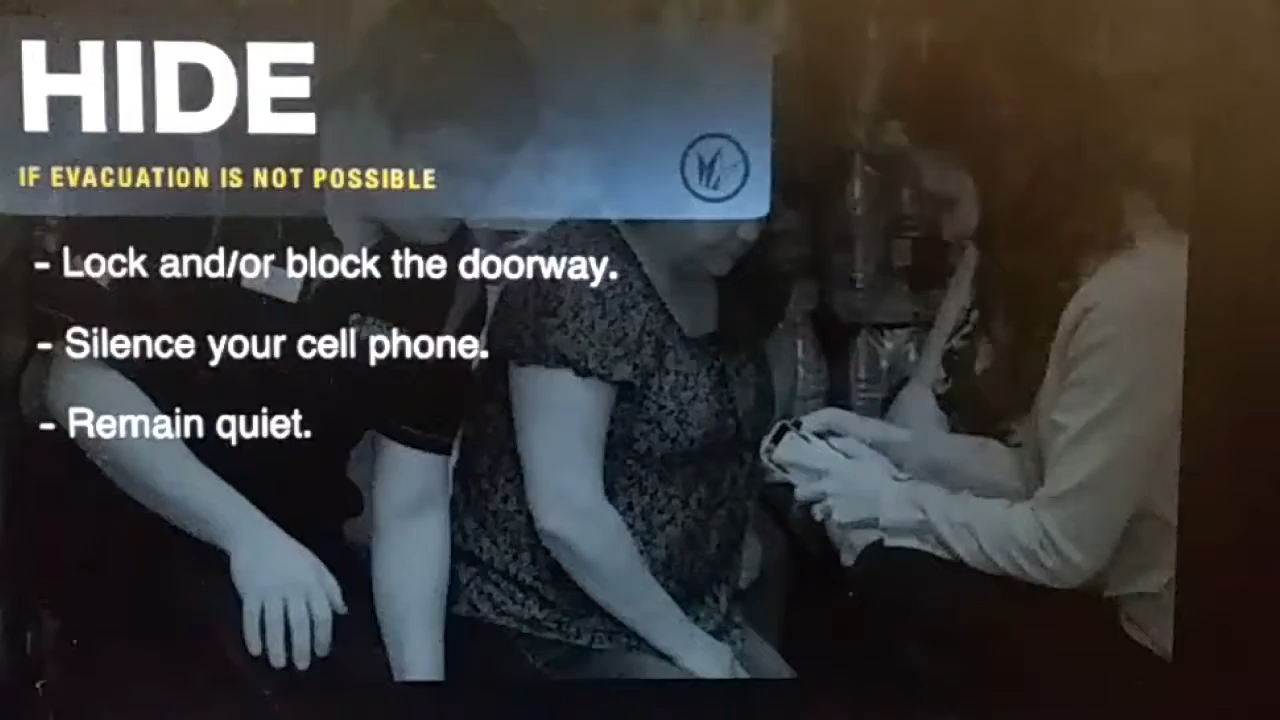 HIDE
IF EVACUATION IS NOT POSSIBLE
- Lock and/or block the doorway.
- Silence your cell phone.
- Remain quiet.